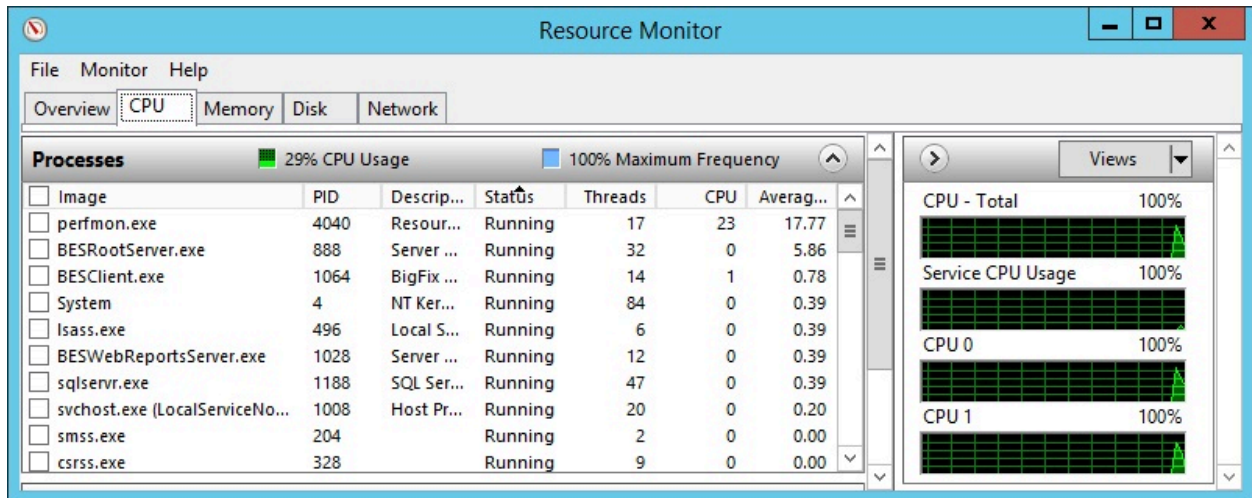 Resource Monitor
File Monitor Help
Overview CPU Memory Disk Network
Processes 29% CPU Usage 100% Maximum Frequency
Views
Image PID Descrip... Status Threads CPU Averag...
perfmon.exe 4040 Resour... Running 17 23 17.77
BESRootServer.exe 888 Server ... Running 32 0 5.86
BESClient.exe 1064 BigFix ... Running 14 1 0.78
System 4 NT Ker... Running 84 0 0.39
lsass.exe 496 Local S... Running 6 0 0.39
BESWebReportsServer.exe 1028 Server ... Running 12 0 0.39
sqlservr.exe 1188 SQL Ser... Running 47 0 0.39
svchost.exe (LocalServiceNo... 1008 Host Pr... Running 20 0 0.20
smss.exe 204 Running 2 0 0.00
csrss.exe 328 Running 9 0 0.00
CPU - Total 100%
Service CPU Usage 100%
CPU 0 100%
CPU 1 100%